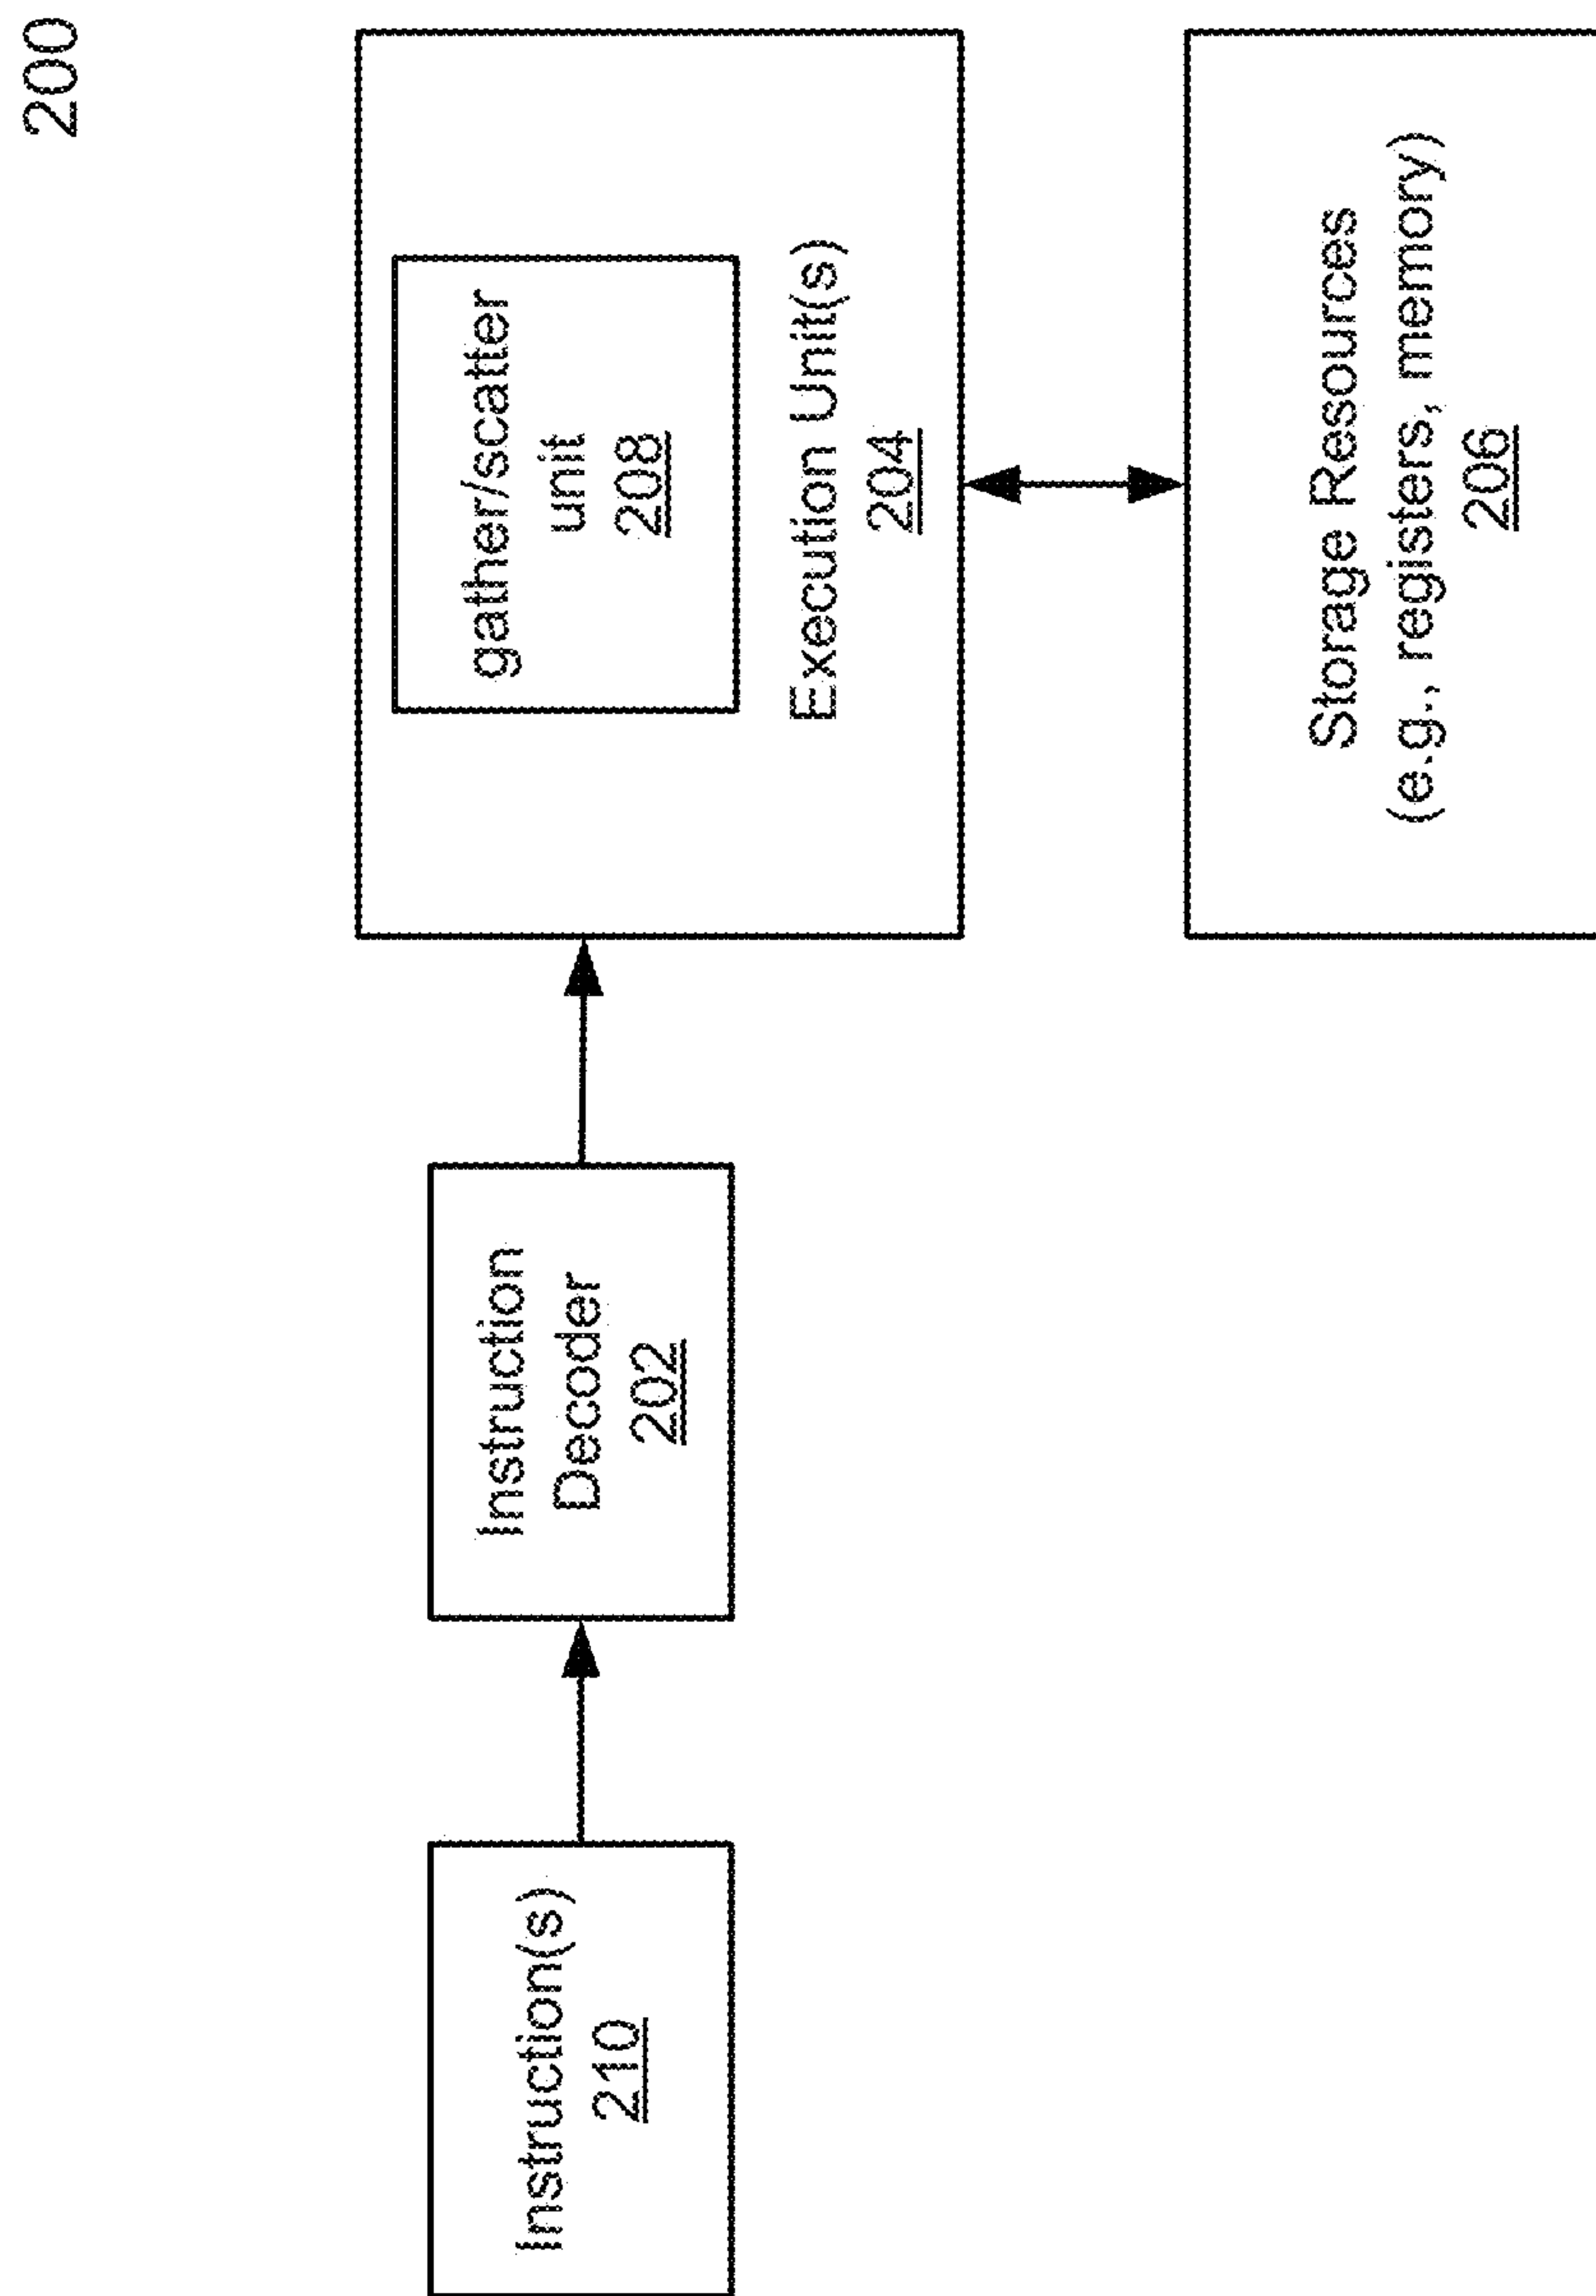 200
Instruction(s)
210
Instruction
Decoder
202
gather/scatter
unit
208
Execution Unit(s)
204
Storage Resources
(e.g., registers, memory)
206